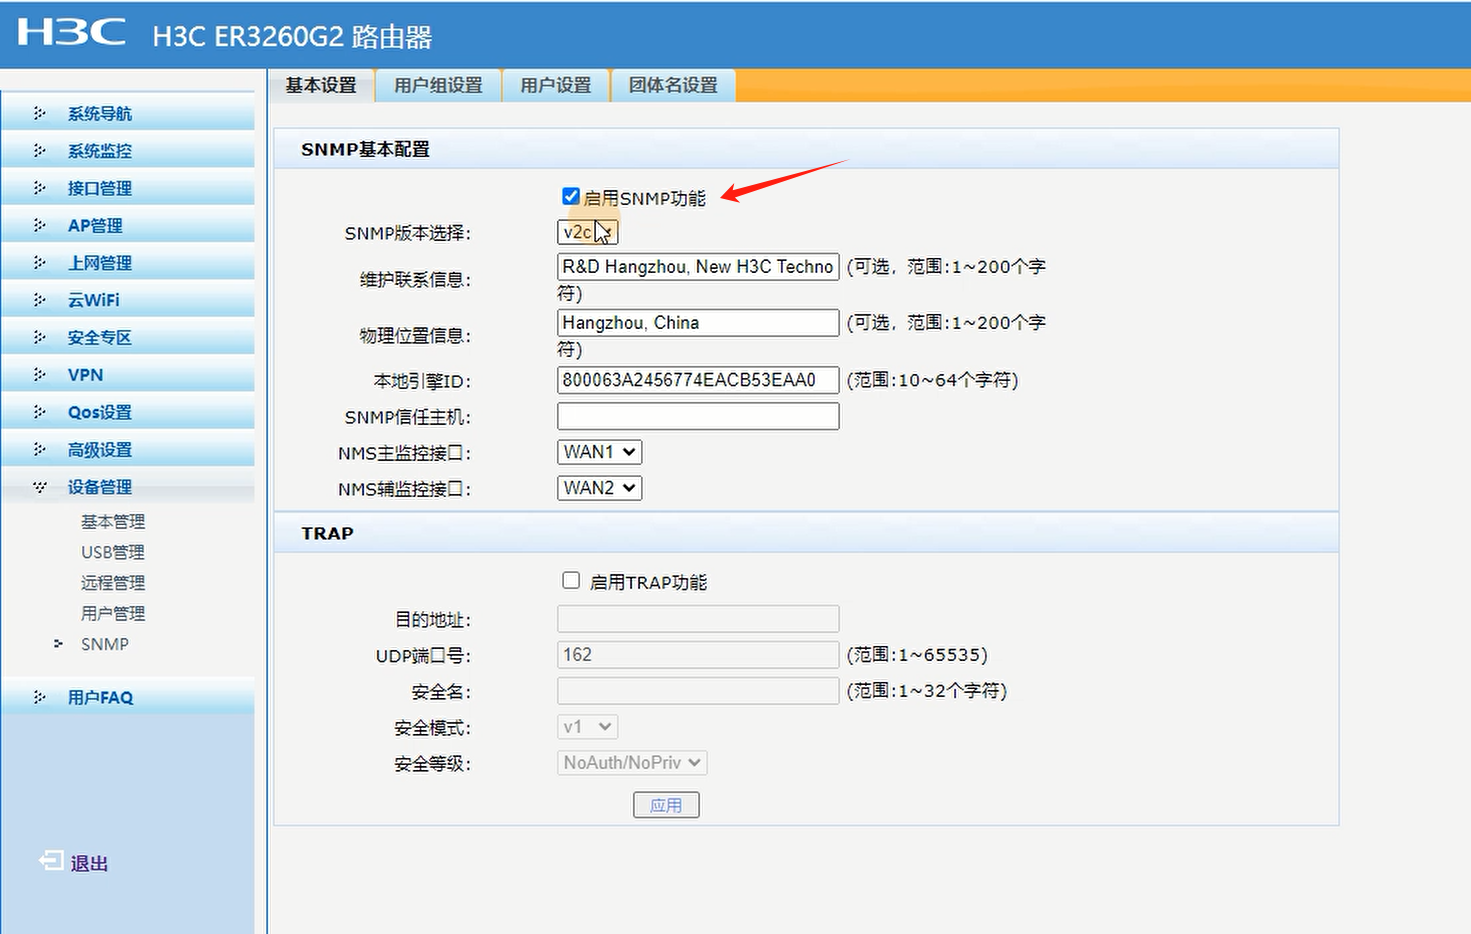 H3C H3C ER3260G2 路由器
基本设置 用户组设置 用户设置 团体名设置
系统导航
系统监控
接口管理
AP管理
上网管理
云WiFi
安全专区
VPN
Qos设置
高级设置
设备管理
基本管理
USB管理
远程管理
用户管理
SNMP
用户FAQ
退出
SNMP基本配置
启用SNMP功能
SNMP版本选择: v2c
维护联系信息: R&D Hangzhou, New H3C Techno (可选，范围:1~200个字
符)
物理位置信息: Hangzhou, China (可选，范围:1~200个字
符)
本地引擎ID: 800063A2456774EACB53EAA0 (范围:10~64个字符)
SNMP信任主机:
NMS主监控接口: WAN1
NMS辅监控接口: WAN2
TRAP
启用TRAP功能
目的地址:
UDP端口号: 162 (范围:1~65535)
安全名: (范围:1~32个字符)
安全模式: v1
安全等级: NoAuth/NoPriv
应用